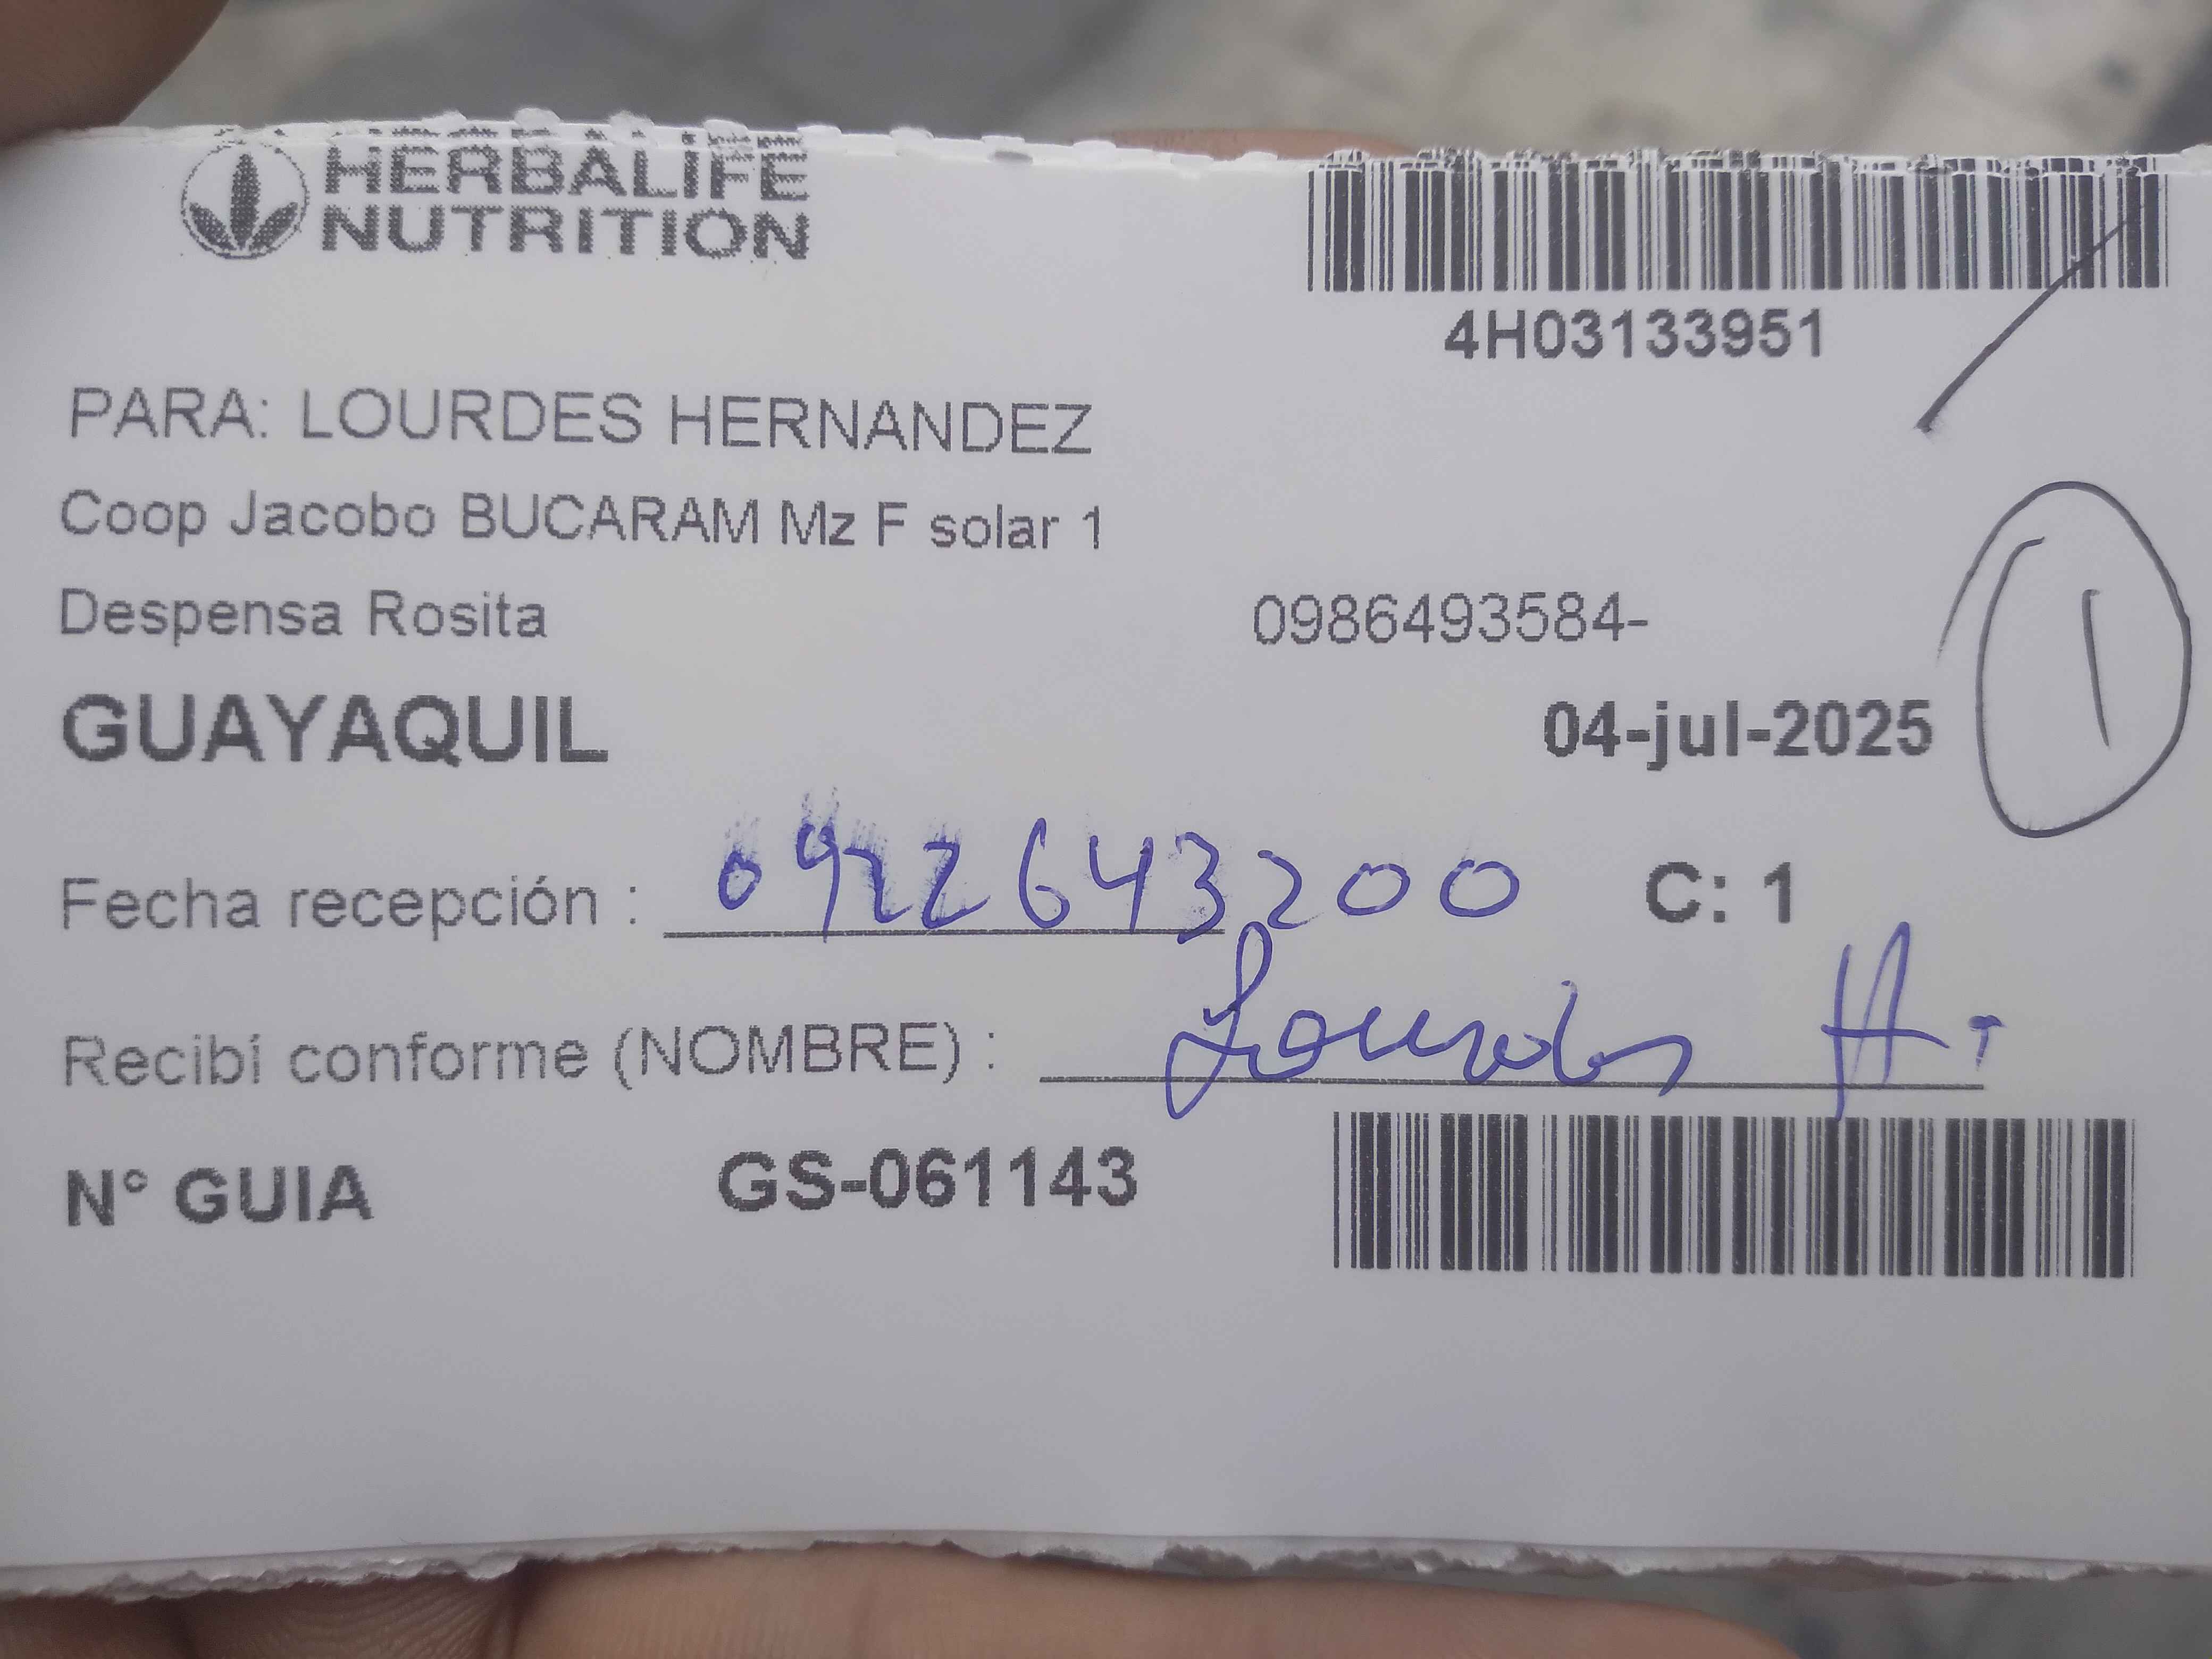 HERBALIFE
NUTRITION
4H03133951
PARA: LOURDES HERNANDEZ
Coop Jacobo BUCARAM Mz F solar 1
Despensa Rosita
0986493584-
GUAYAQUIL
04-jul-2025
1
Fecha recepción : 0922643200
C: 1
Recibí conforme (NOMBRE) : Lourdes H.
N° GUIA GS-061143